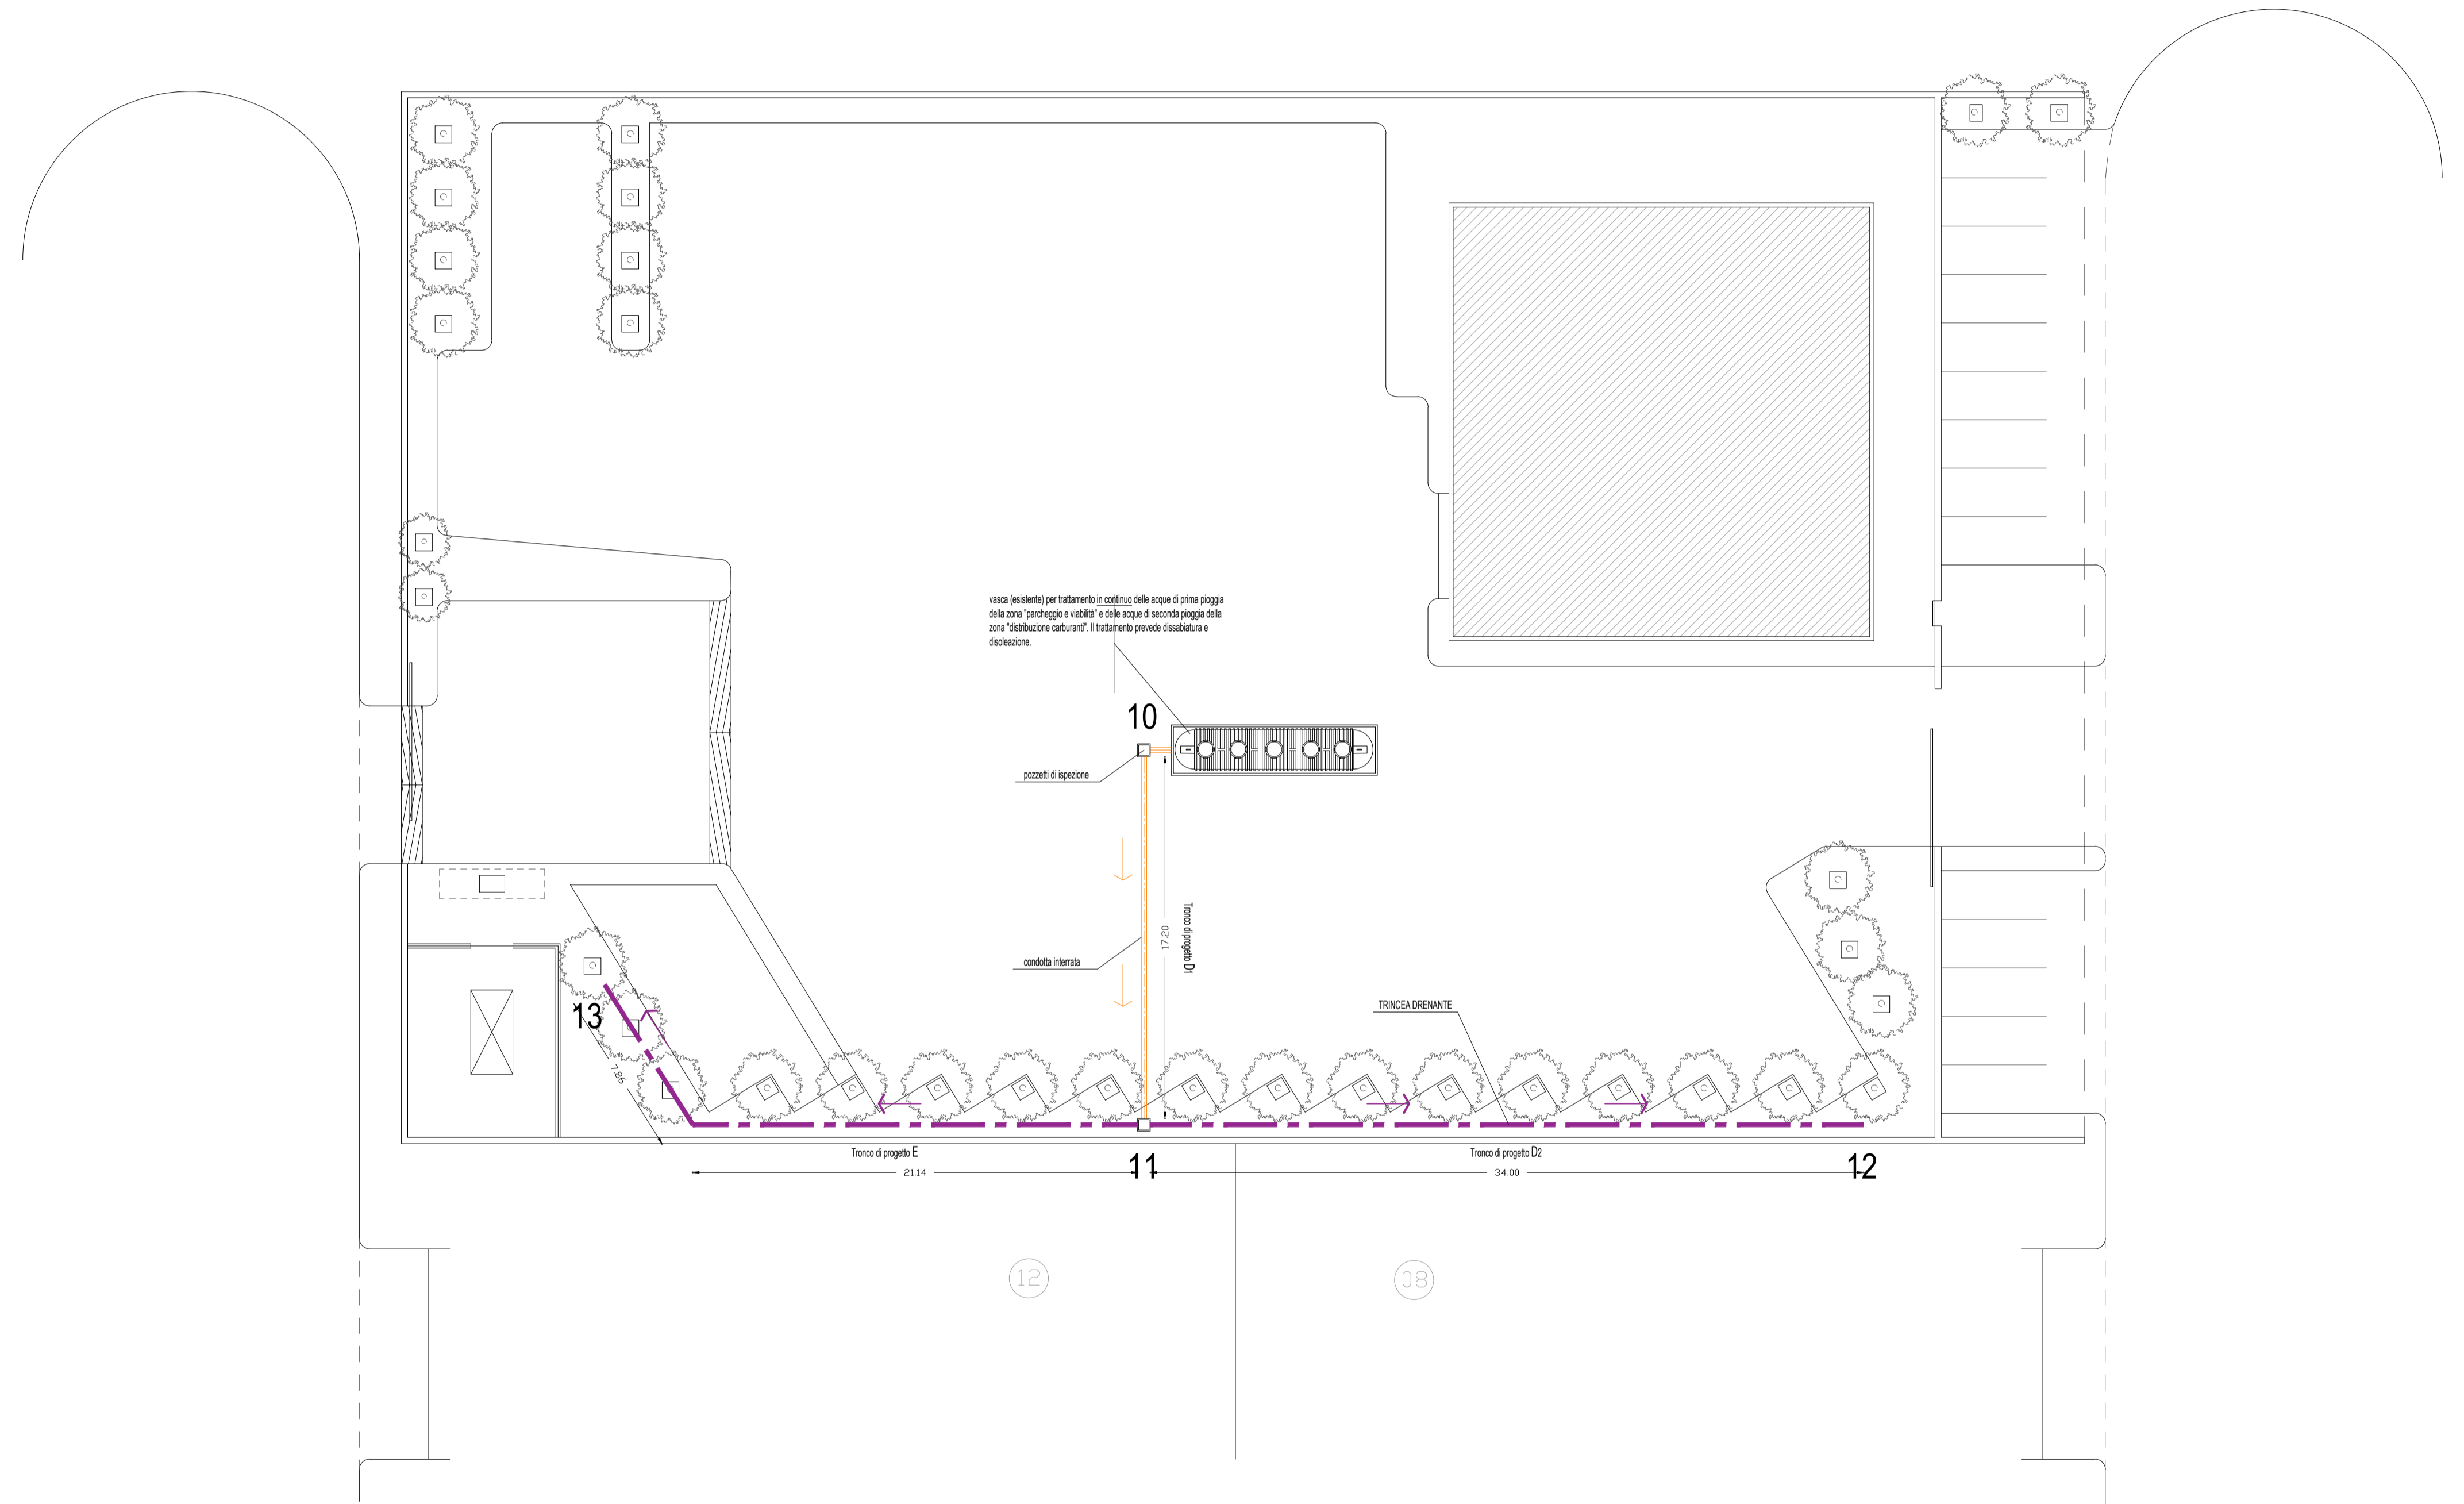 vasca (esistente) per trattamento in continuo delle acque di prima pioggia
della zona "parcheggio e viabilità" e delle acque di seconda pioggia della
zona "distribuzione carburanti". Il trattamento prevede dissabiatura e
disoleazione.
10
pozzetti di ispezione
Tronco di progetto D1
17.20
condotta interrata
TRINCEA DRENANTE
13
7.86
Tronco di progetto E
21.14
11
Tronco di progetto D2
34.00
12
12
08